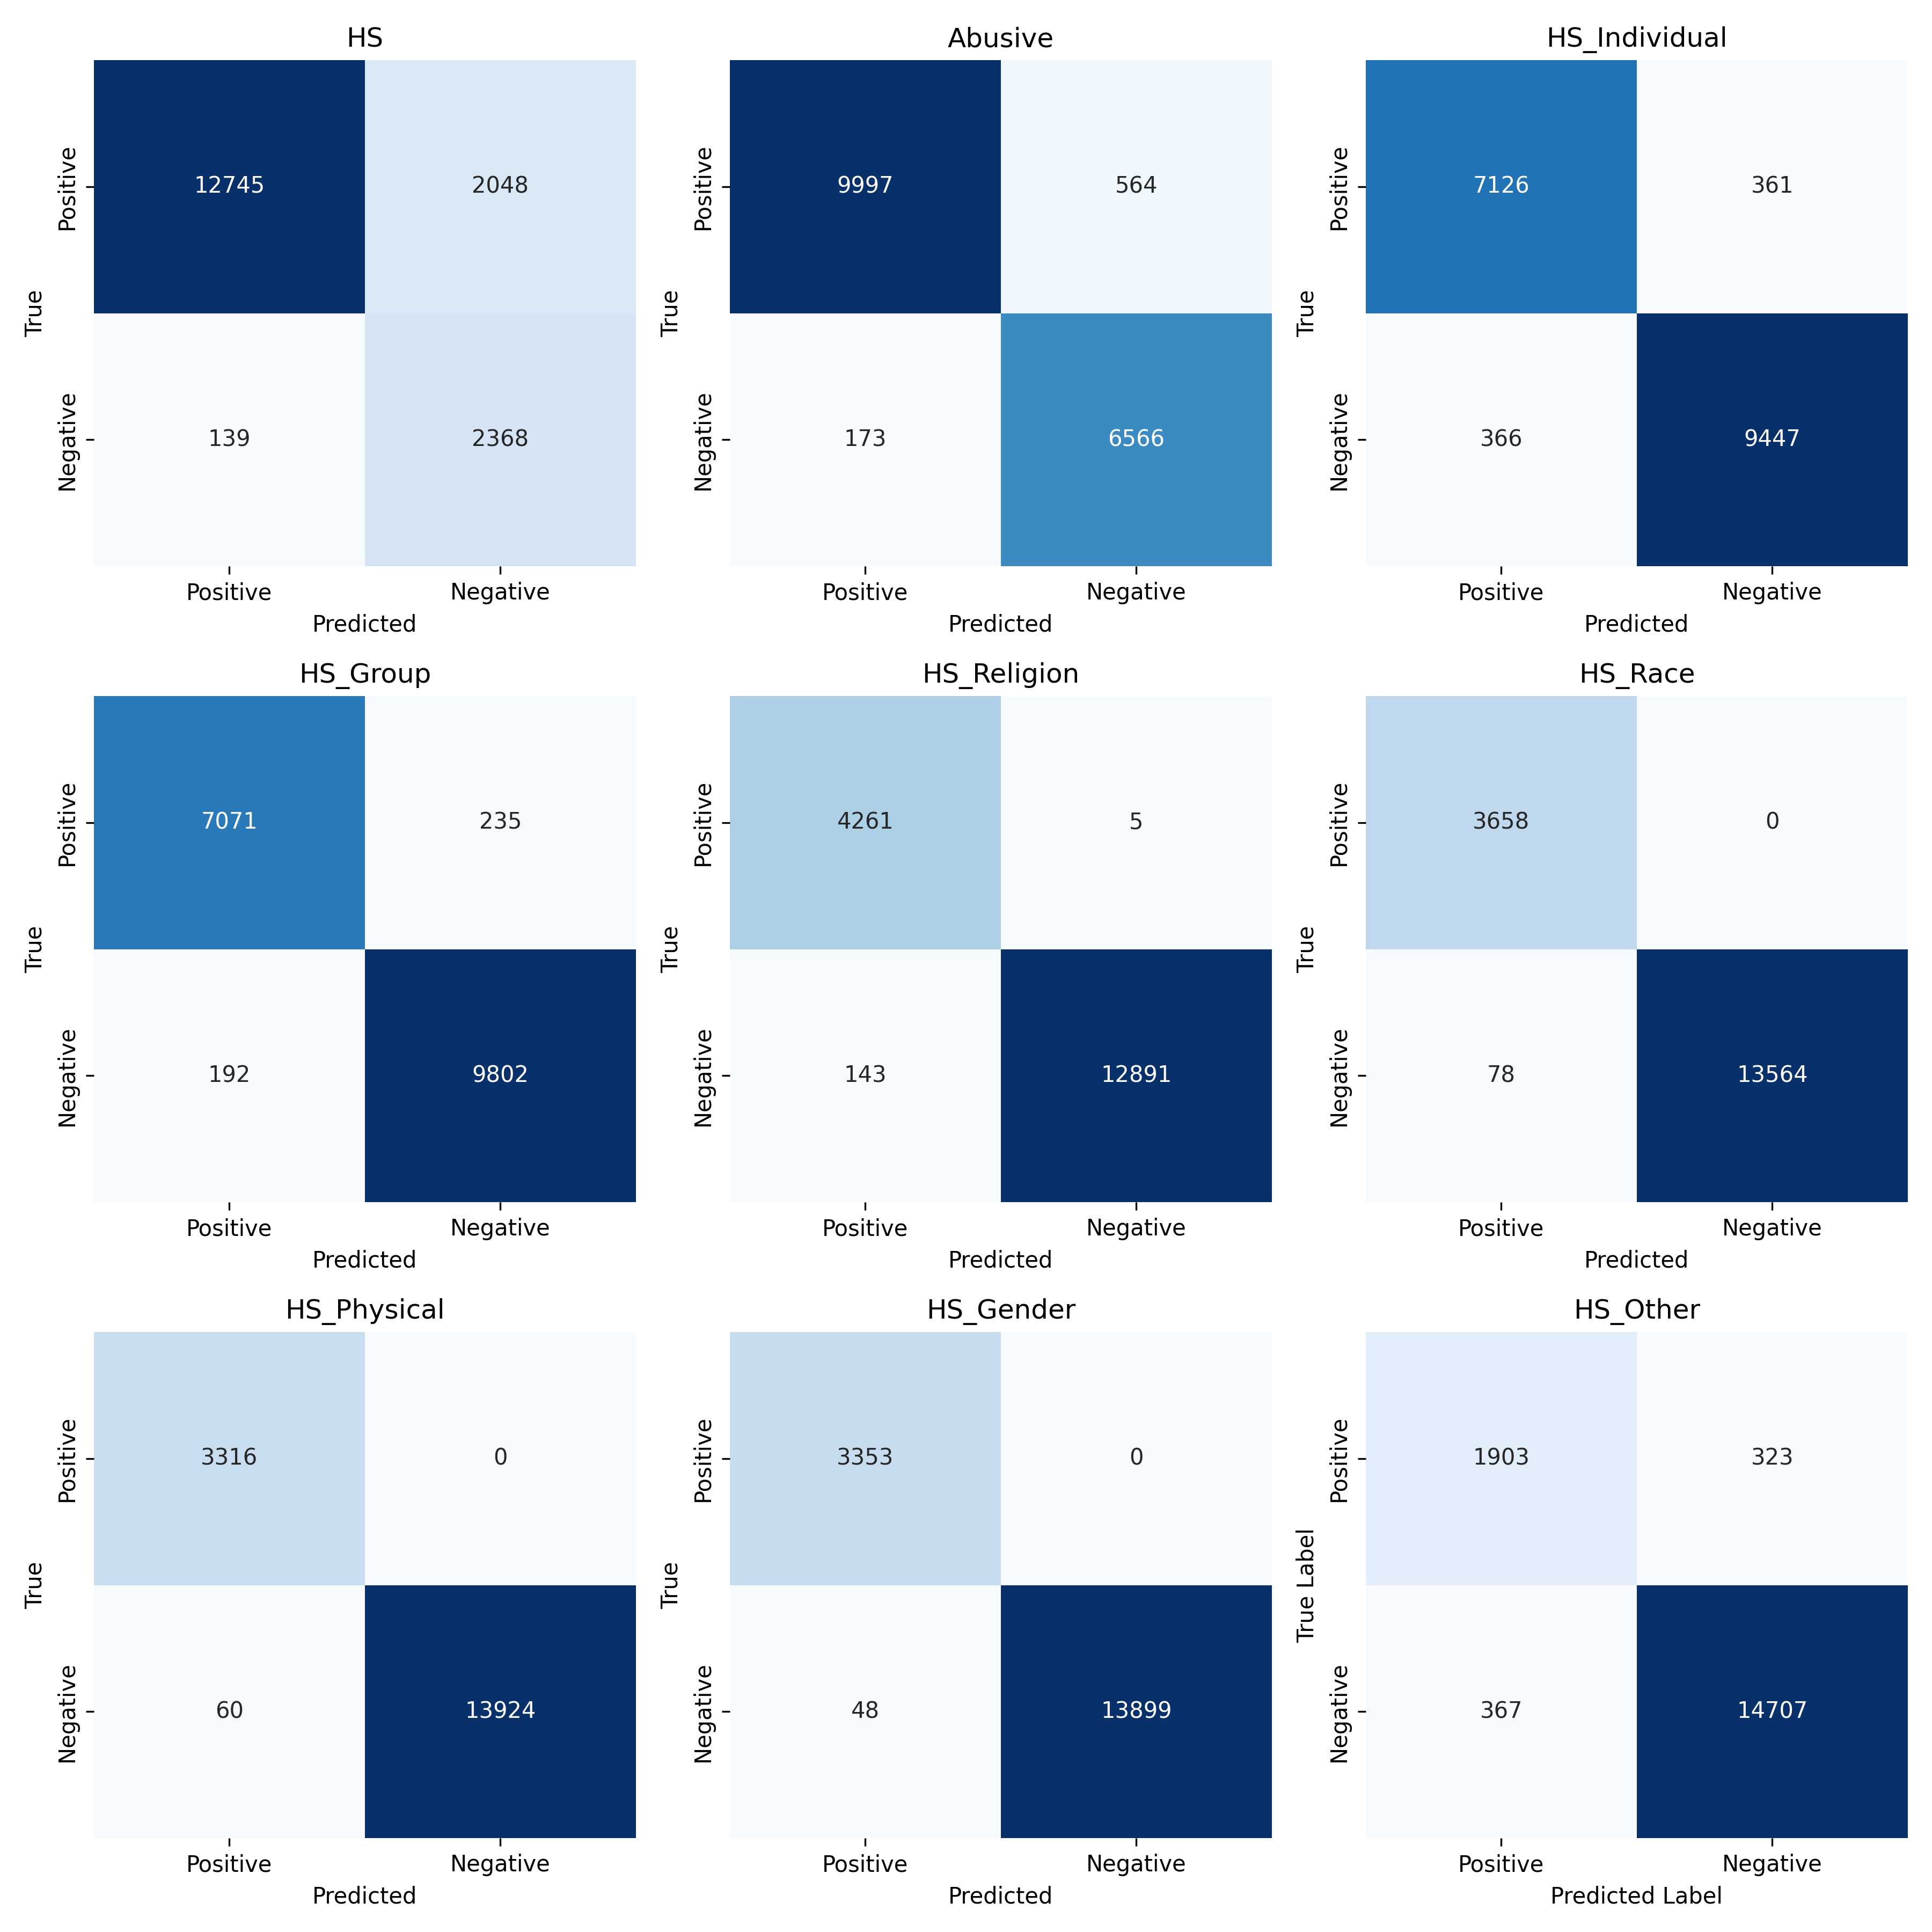 HS
Positive
12745
2048
True
Negative
139
2368
Positive
Negative
Predicted
Abusive
Positive
9997
564
True
Negative
173
6566
Positive
Negative
Predicted
HS_Individual
Positive
7126
361
True
Negative
366
9447
Positive
Negative
Predicted
HS_Group
Positive
7071
235
True
Negative
192
9802
Positive
Negative
Predicted
HS_Religion
Positive
4261
5
True
Negative
143
12891
Positive
Negative
Predicted
HS_Race
Positive
3658
0
True
Negative
78
13564
Positive
Negative
Predicted
HS_Physical
Positive
3316
0
True
Negative
60
13924
Positive
Negative
Predicted
HS_Gender
Positive
3353
0
True
Negative
48
13899
Positive
Negative
Predicted
HS_Other
Positive
1903
323
True Label
Negative
367
14707
Positive
Negative
Predicted Label